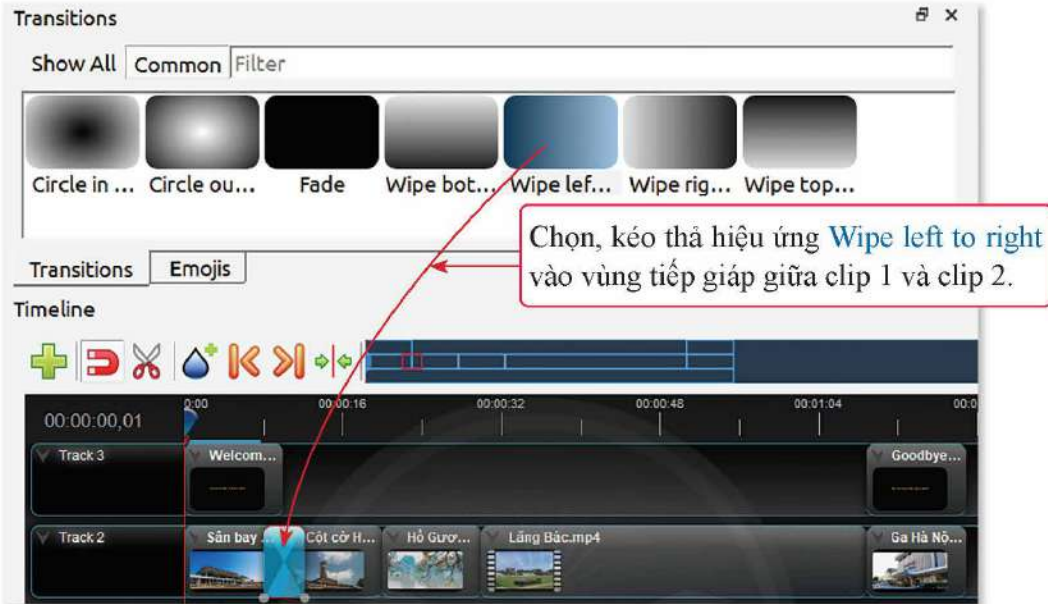 Transitions
Show All Common Filter
Circle in ... Circle ou... Fade Wipe bot... Wipe lef... Wipe rig... Wipe top...
Chọn, kéo thả hiệu ứng Wipe left to right
vào vùng tiếp giáp giữa clip 1 và clip 2.
Transitions Emojis
Timeline
00:00:00,01 0:00 00:00:16 00:00:32 00:00:48 00:01:04 00:0
Track 3 Welcom... Goodbye...
Track 2 Sân bay Cột cờ H... Hồ Gươ... Lăng Bác.mp4 Ga Hà Nộ...